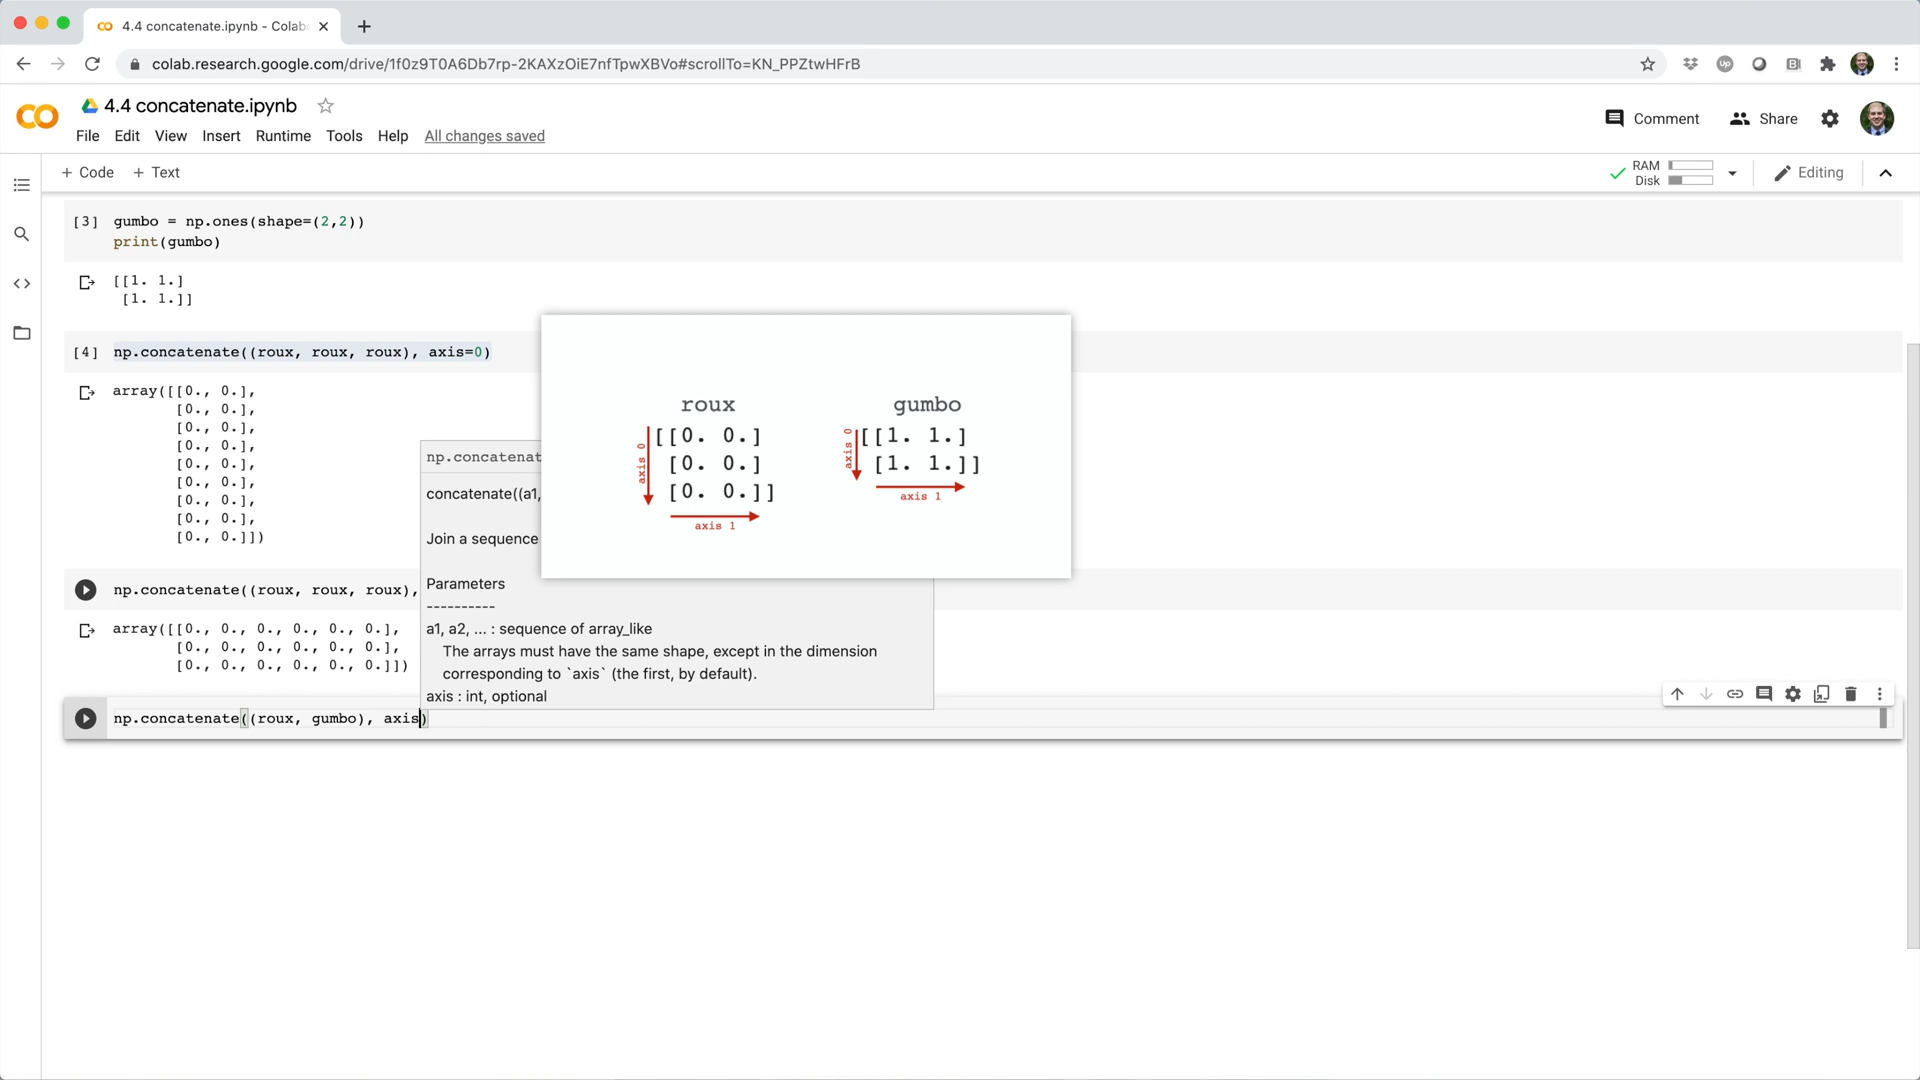 4.4 concatenate.ipynb - Colab
colab.research.google.com/drive/1f0z9T0A6Db7rp-2KAXzOiE7nfTpwXBVo#scrollTo=KN_PPZtwHFrB
4.4 concatenate.ipynb
File Edit View Insert Runtime Tools Help All changes saved
Comment Share
+ Code + Text
RAM
Disk
Editing
[3] gumbo = np.ones(shape=(2,2))
print(gumbo)
[[1. 1.]
[1. 1.]]
[4] np.concatenate((roux, roux, roux), axis=0)
array([[0., 0.],
[0., 0.],
[0., 0.],
[0., 0.],
[0., 0.],
[0., 0.],
[0., 0.],
[0., 0.],
[0., 0.]])
roux gumbo
[[0. 0.] [[1. 1.]
[0. 0.] [1. 1.]]
[0. 0.]]
axis 0
axis 1
axis 0
axis 1
np.concatenat
concatenate((a1,
Join a sequence
Parameters
----------
a1, a2, ... : sequence of array_like
The arrays must have the same shape, except in the dimension
corresponding to `axis` (the first, by default).
axis : int, optional
np.concatenate((roux, roux, roux),
array([[0., 0., 0., 0., 0., 0.],
[0., 0., 0., 0., 0., 0.],
[0., 0., 0., 0., 0., 0.]])
np.concatenate((roux, gumbo), axis)